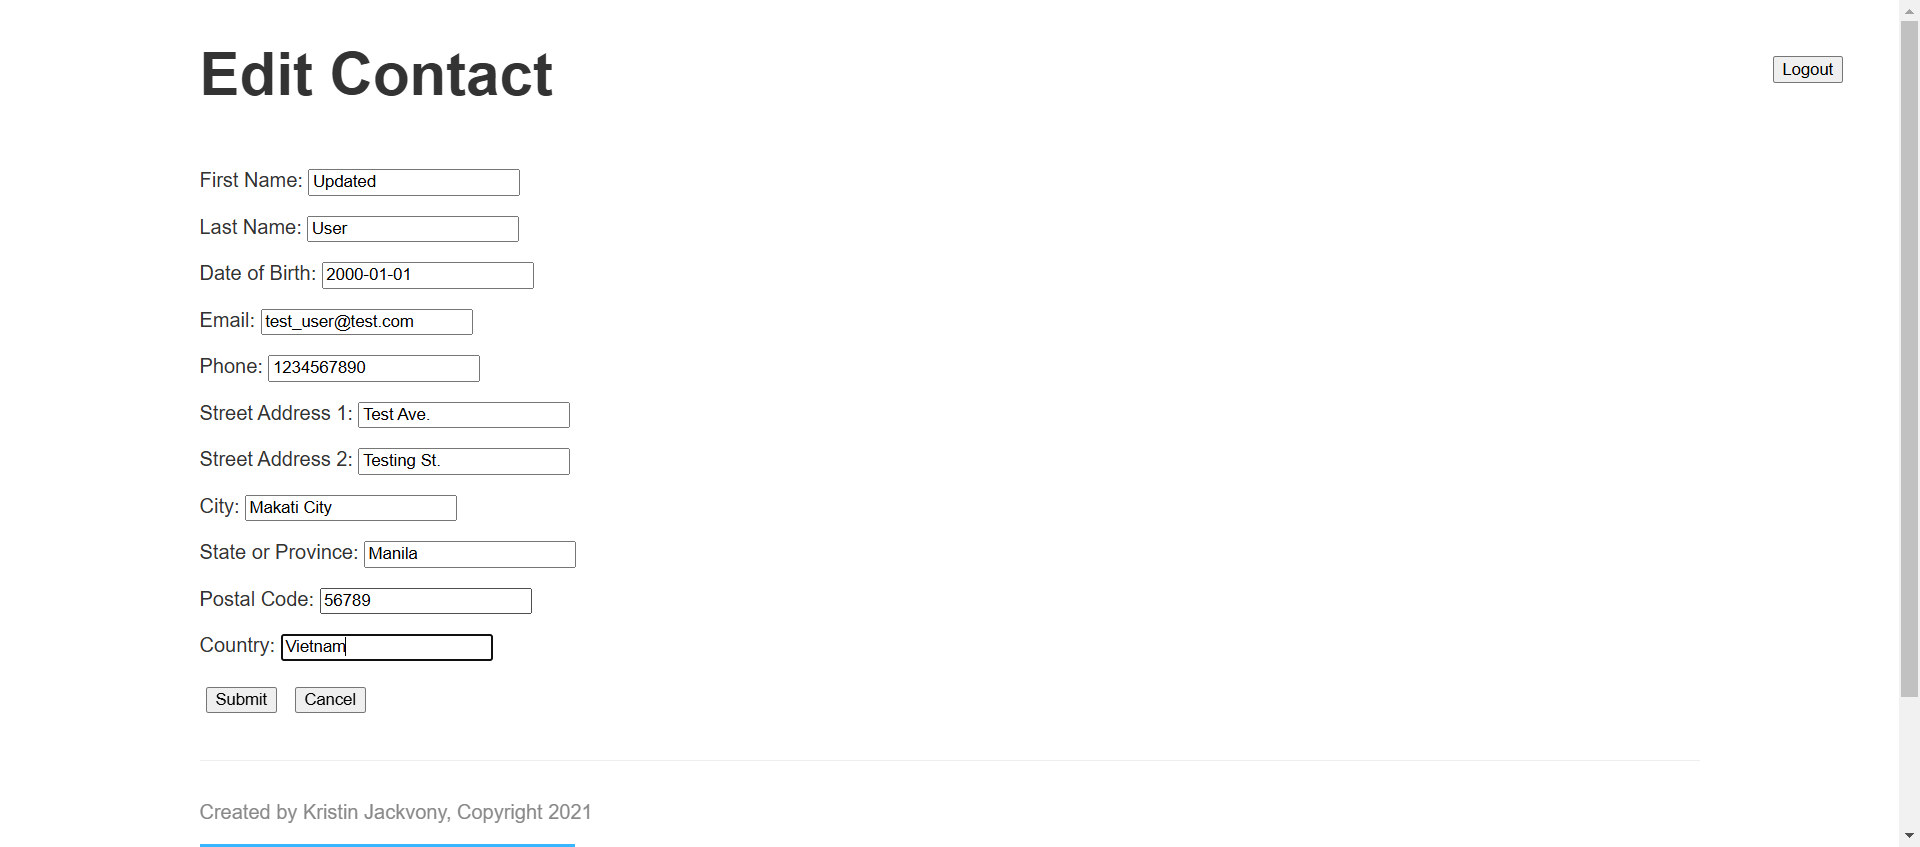 Edit Contact
Logout
First Name: Updated
Last Name: User
Date of Birth: 2000-01-01
Email: test_user@test.com
Phone: 1234567890
Street Address 1: Test Ave.
Street Address 2: Testing St.
City: Makati City
State or Province: Manila
Postal Code: 56789
Country: Vietnam
Submit Cancel
Created by Kristin Jackvony, Copyright 2021